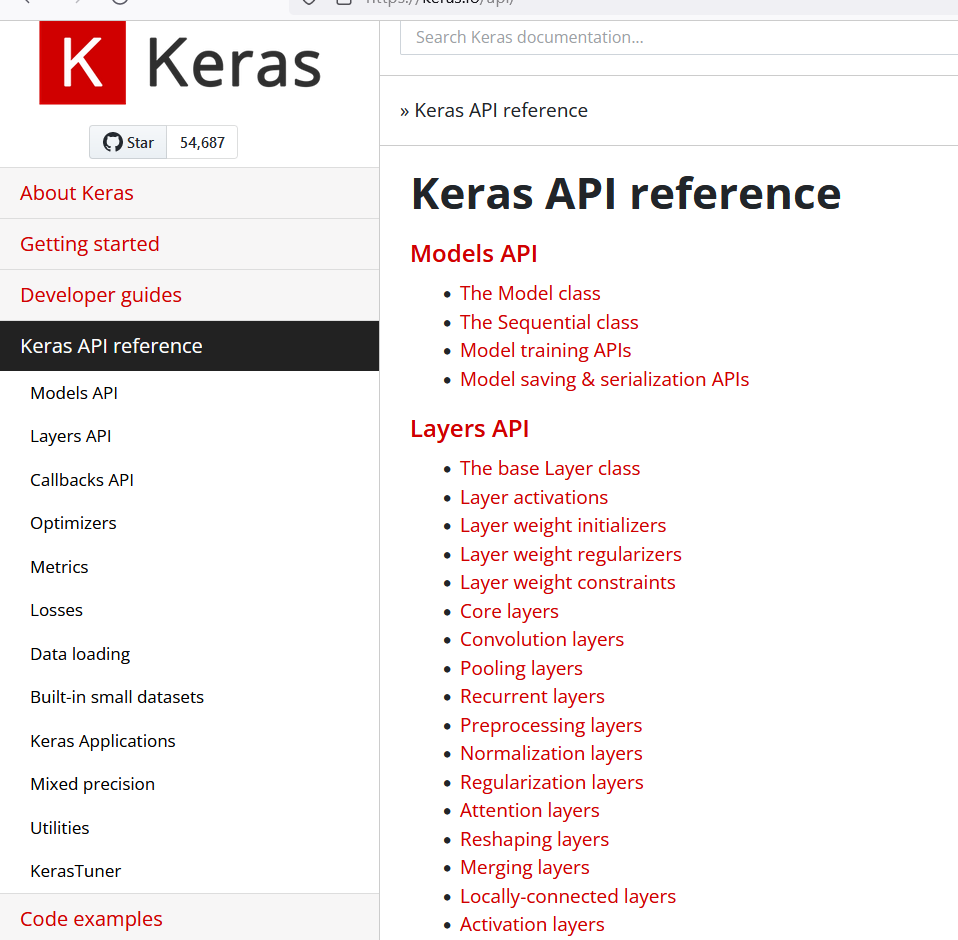 https://keras.io/api/
K Keras
Star 54,687
About Keras
Getting started
Developer guides
Keras API reference
Models API
Layers API
Callbacks API
Optimizers
Metrics
Losses
Data loading
Built-in small datasets
Keras Applications
Mixed precision
Utilities
KerasTuner
Code examples
Search Keras documentation...
» Keras API reference
Keras API reference
Models API
• The Model class
• The Sequential class
• Model training APIs
• Model saving & serialization APIs
Layers API
• The base Layer class
• Layer activations
• Layer weight initializers
• Layer weight regularizers
• Layer weight constraints
• Core layers
• Convolution layers
• Pooling layers
• Recurrent layers
• Preprocessing layers
• Normalization layers
• Regularization layers
• Attention layers
• Reshaping layers
• Merging layers
• Locally-connected layers
• Activation layers